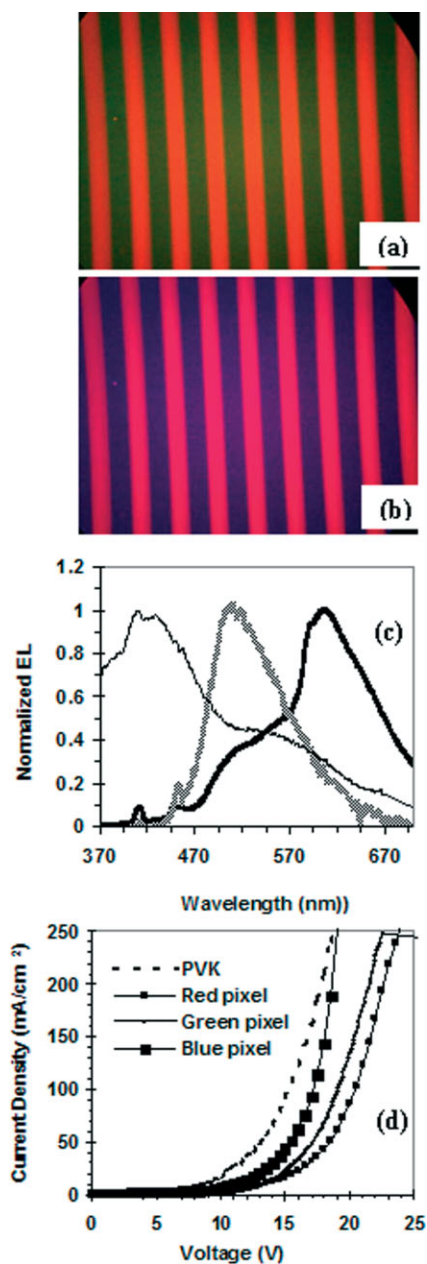 (a)
(b)
1.2
1
0.8
0.6
0.4
0.2
0
Normalized EL
(c)
370 470 570 670
Wavelength (nm))
250
200
150
100
50
0
Current Density (mA/cm ²)
PVK
Red pixel
Green pixel
Blue pixel
(d)
0 5 10 15 20 25
Voltage (V)